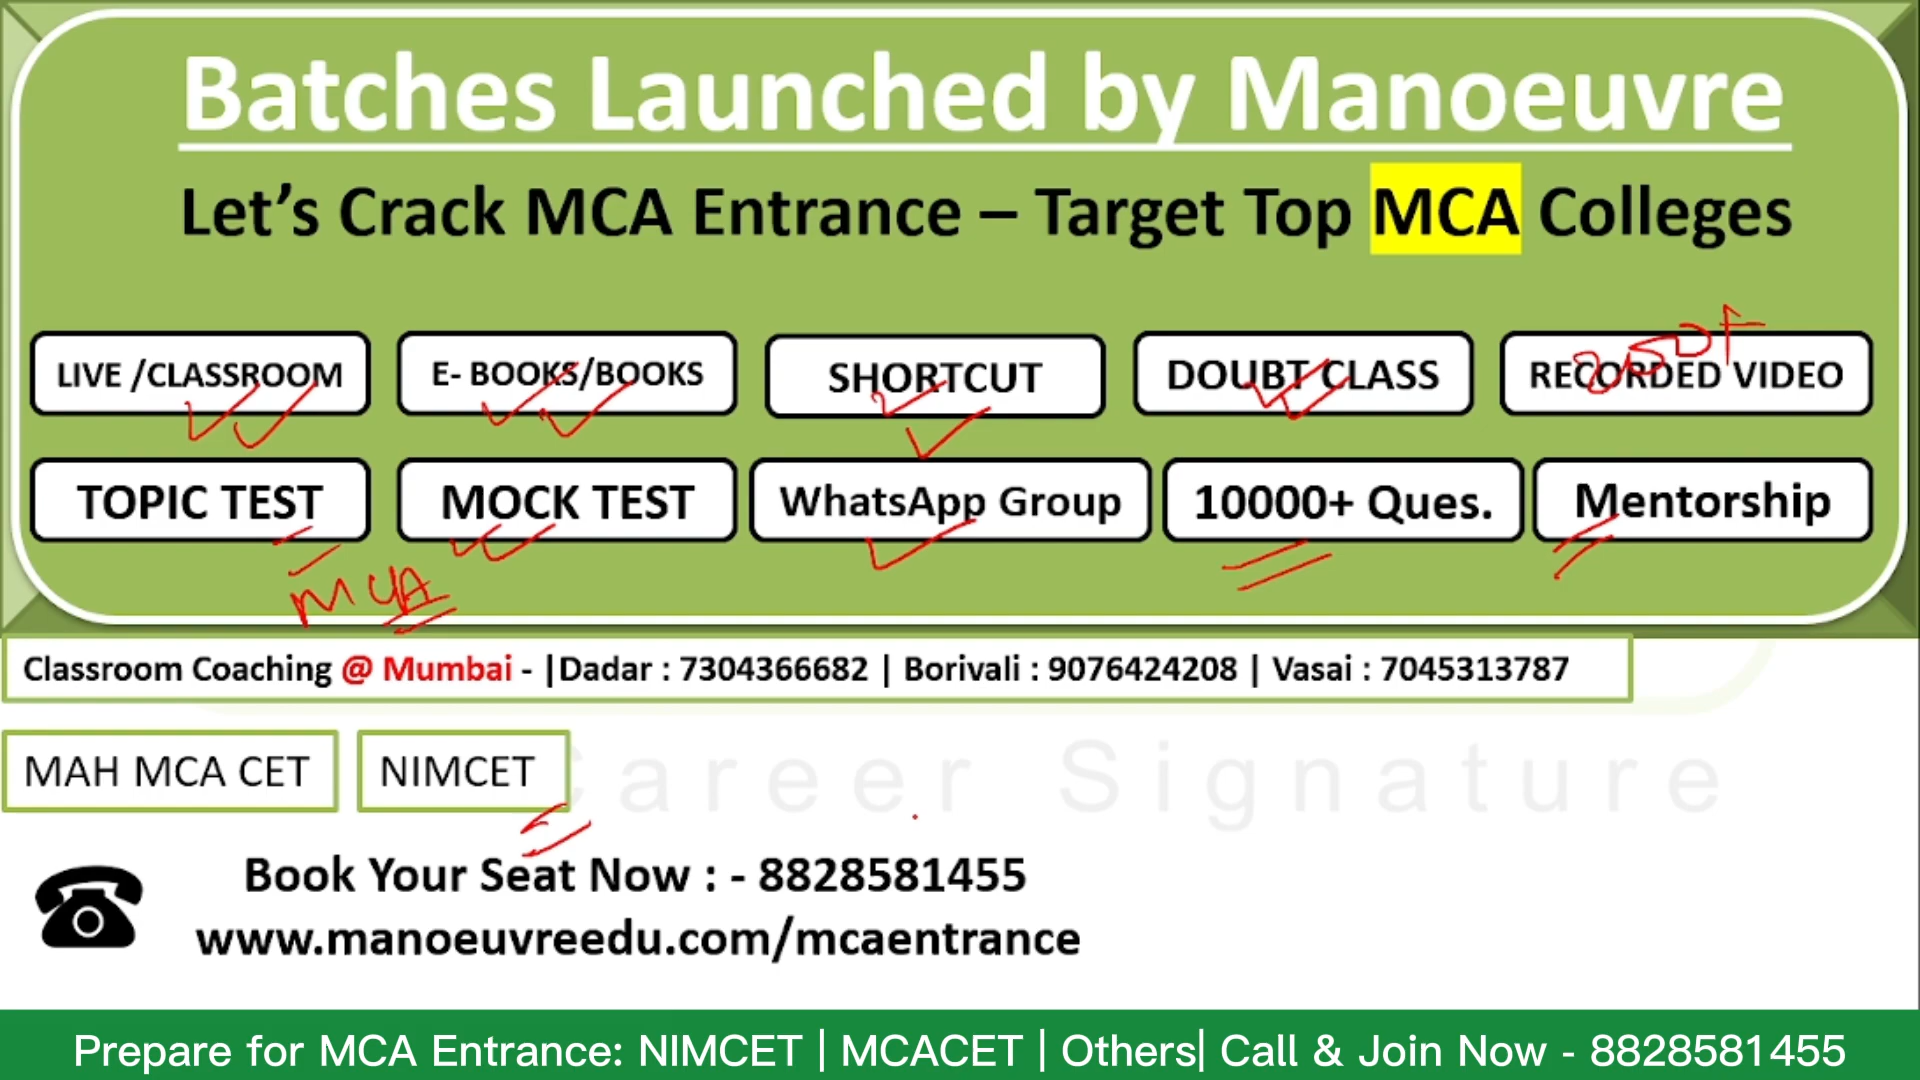 Batches Launched by Manoeuvre
Let's Crack MCA Entrance – Target Top MCA Colleges
LIVE /CLASSROOM
E- BOOKS/BOOKS
SHORTCUT
DOUBT CLASS
RECORDED VIDEO
TOPIC TEST
MOCK TEST
WhatsApp Group
10000+ Ques.
Mentorship
MCA
Classroom Coaching @ Mumbai - |Dadar : 7304366682 | Borivali : 9076424208 | Vasai : 7045313787
MAH MCA CET
NIMCET
Career Signature
Book Your Seat Now : - 8828581455
www.manoeuvreedu.com/mcaentrance
Prepare for MCA Entrance: NIMCET | MCACET | Others| Call & Join Now - 8828581455